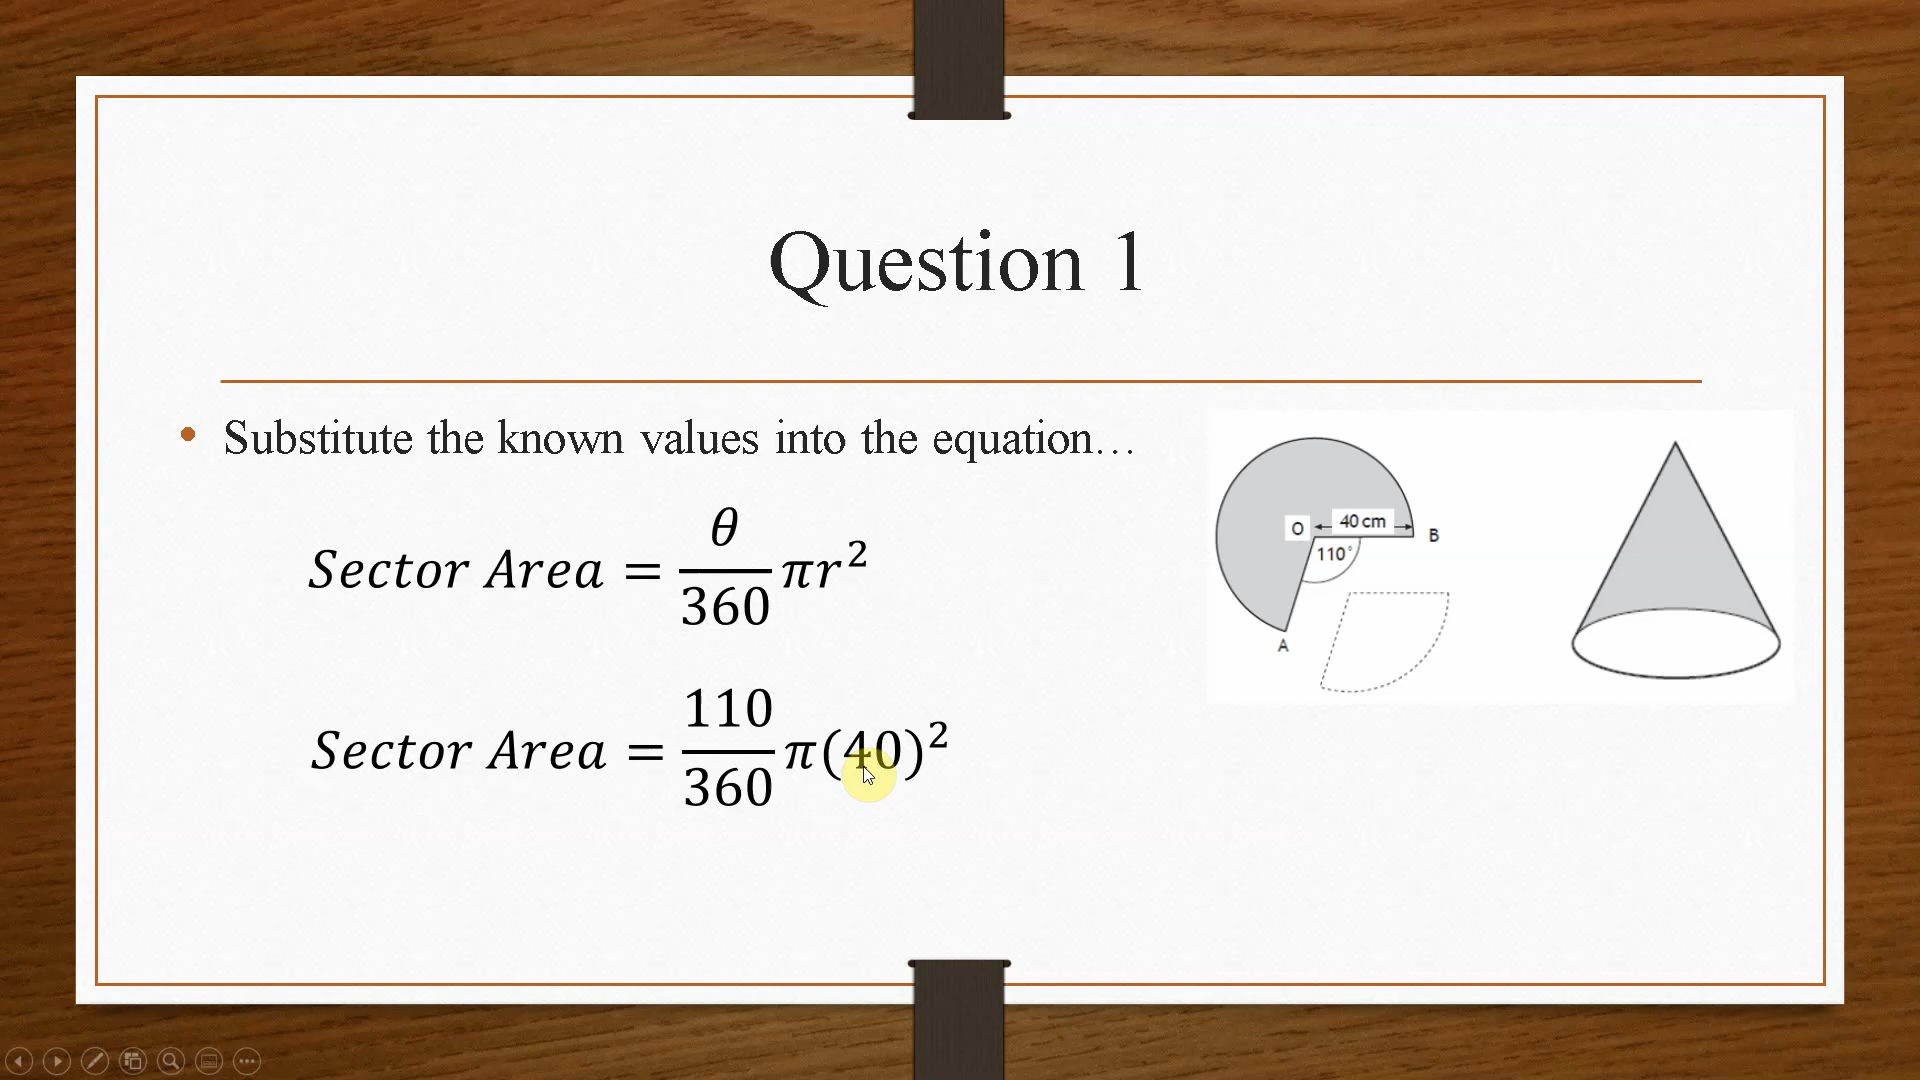 Question 1
• Substitute the known values into the equation…
Sector Area = θ/360 πr²
Sector Area = 110/360 π(40)²
O
40 cm
B
110°
A